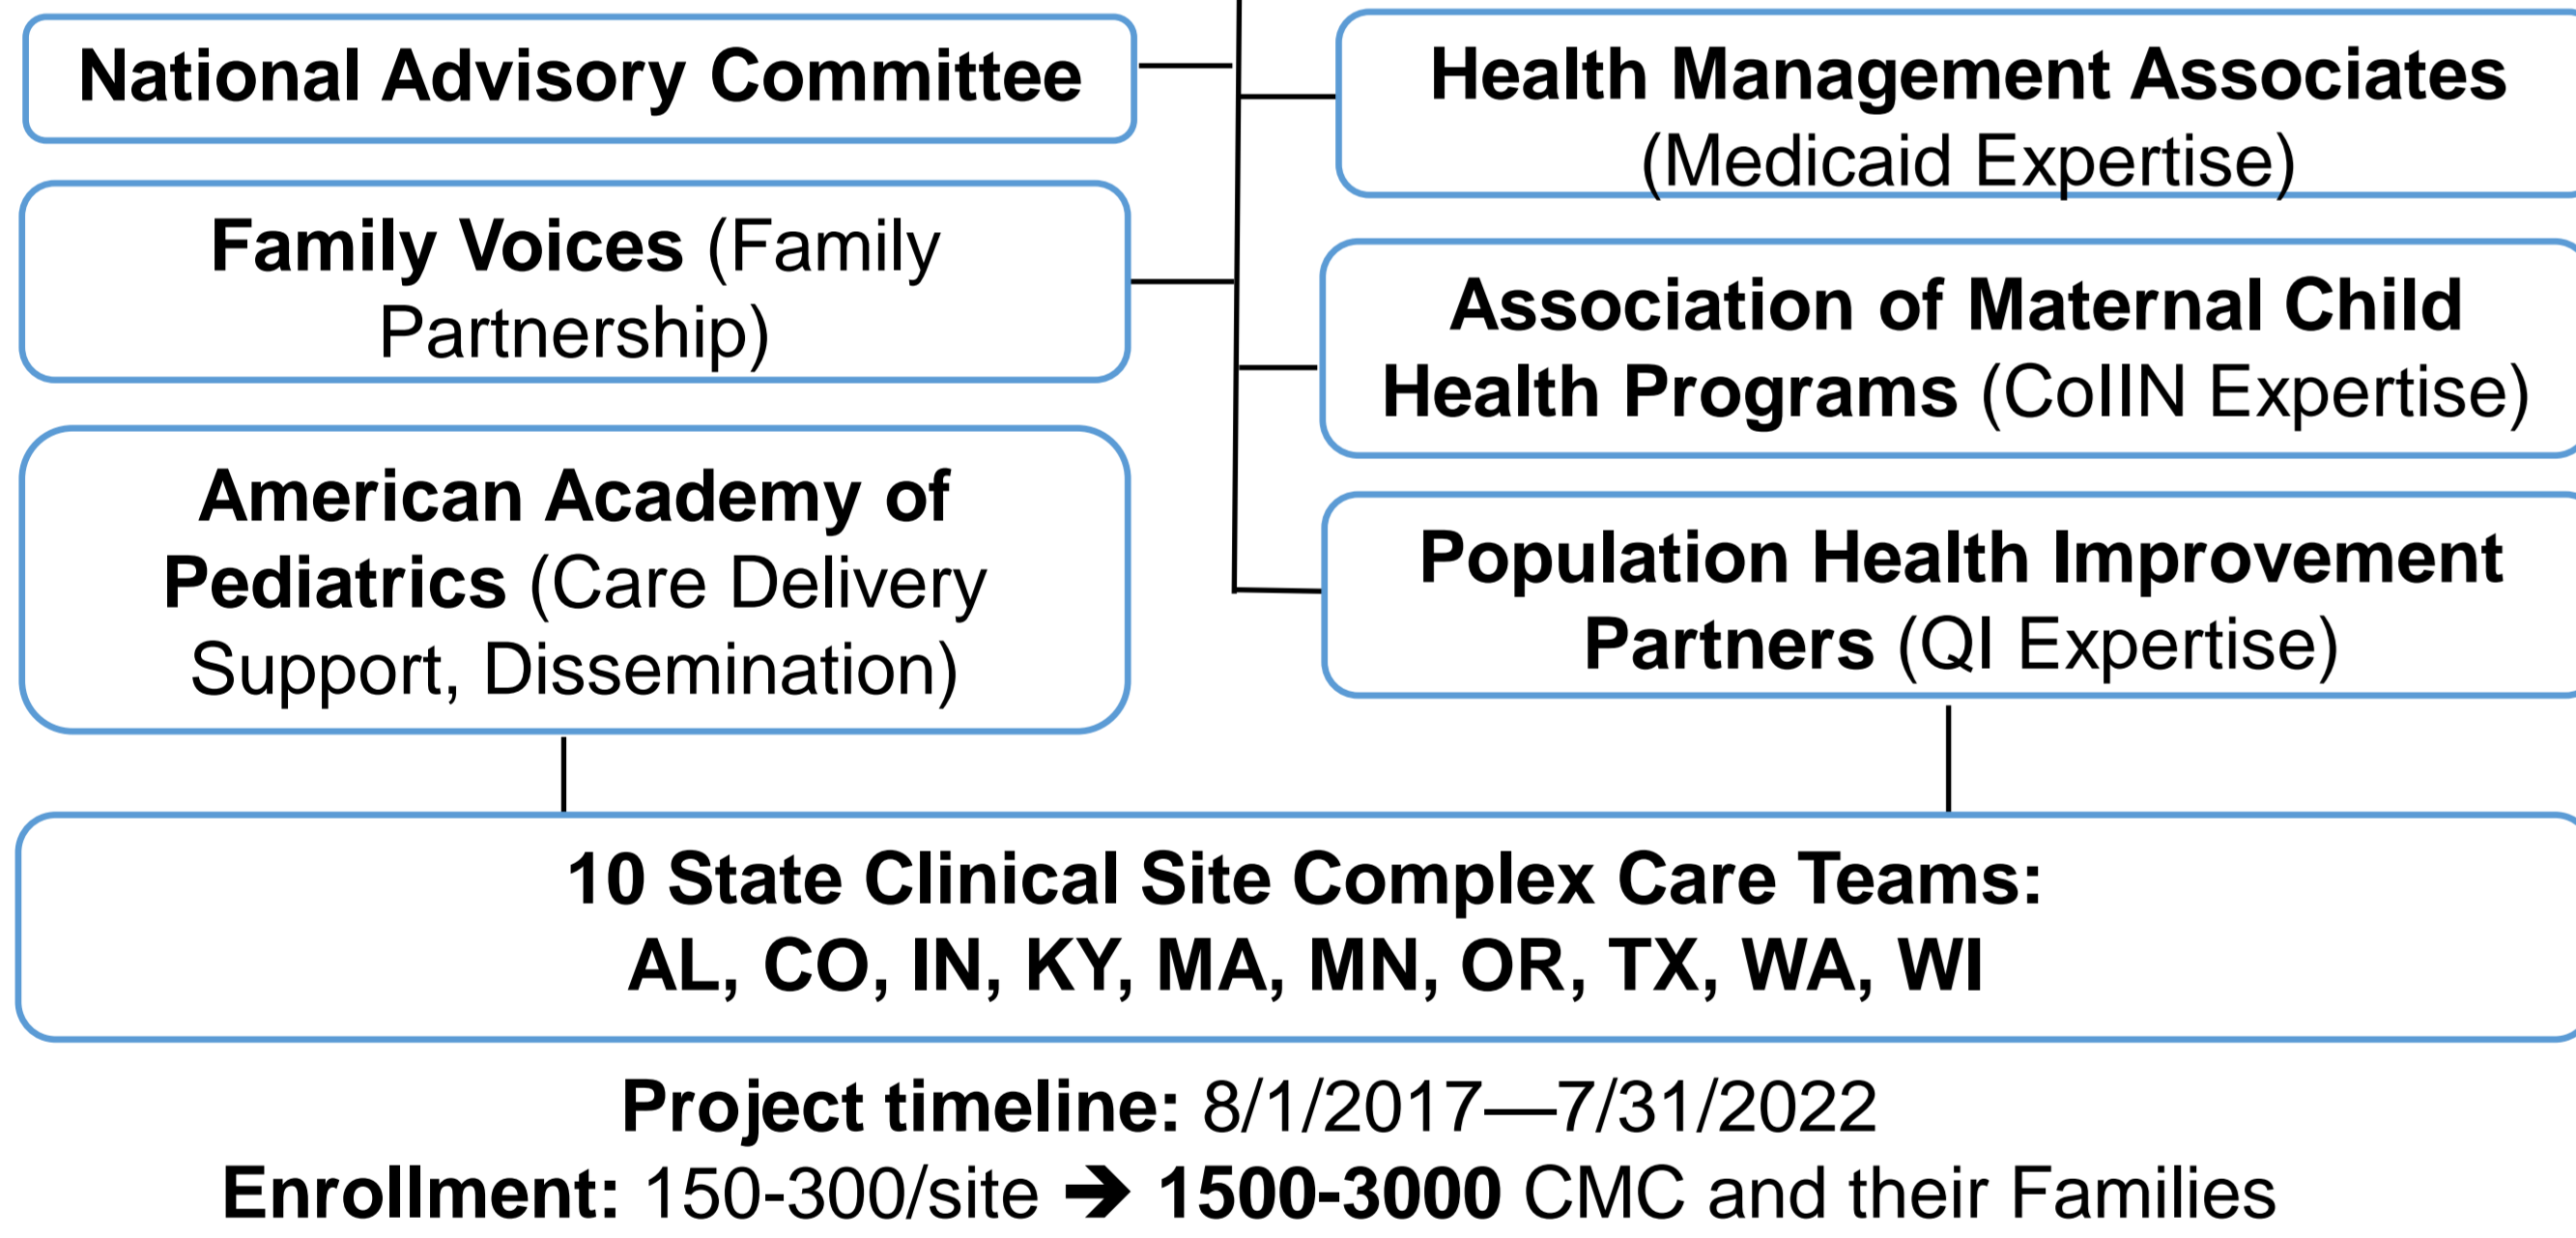 National Advisory Committee
Family Voices (Family
Partnership)
American Academy of
Pediatrics (Care Delivery
Support, Dissemination)
Health Management Associates
(Medicaid Expertise)
Association of Maternal Child
Health Programs (CoIIN Expertise)
Population Health Improvement
Partners (QI Expertise)
10 State Clinical Site Complex Care Teams:
AL, CO, IN, KY, MA, MN, OR, TX, WA, WI
Project timeline: 8/1/2017—7/31/2022
Enrollment: 150-300/site ➔ 1500-3000 CMC and their Families